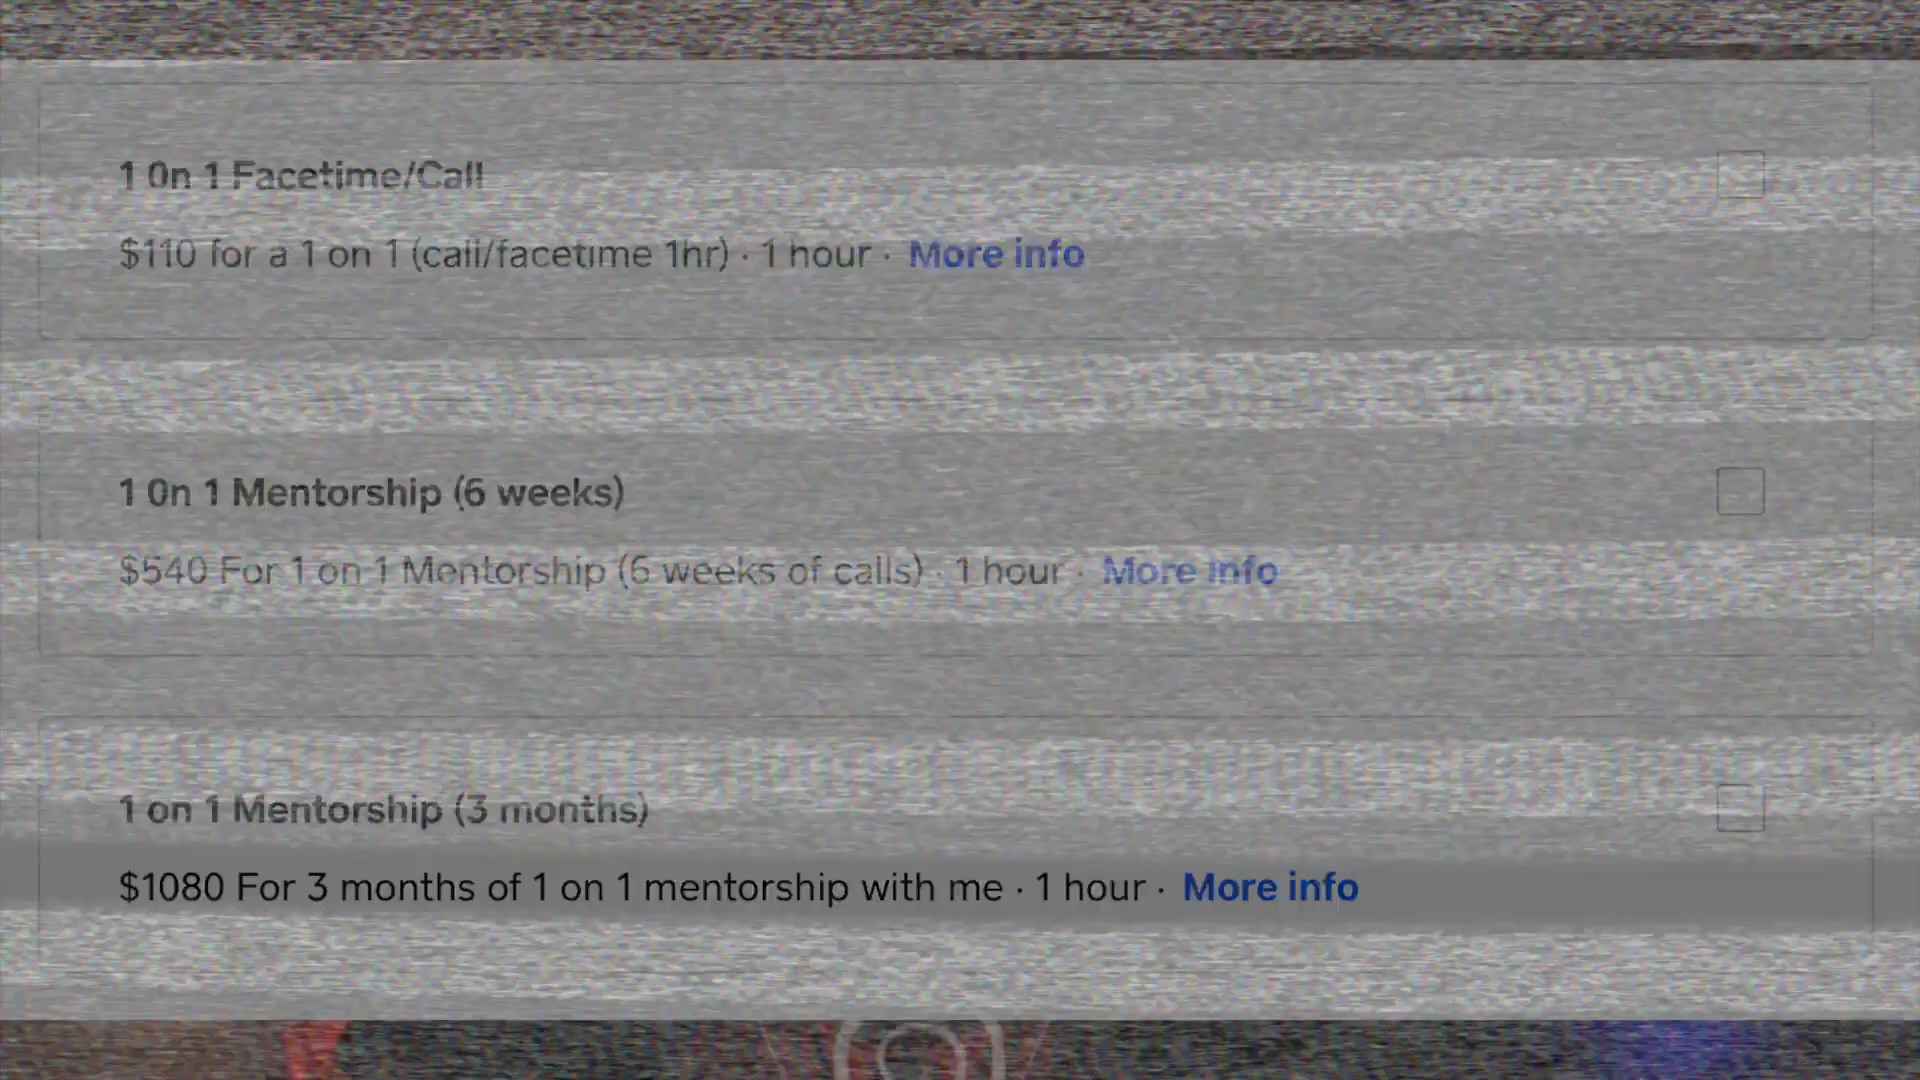 1 On 1 Facetime/Call
$110 for a 1 on 1 (call/facetime 1hr) · 1 hour · More info
1 On 1 Mentorship (6 weeks)
$540 For 1 on 1 Mentorship (6 weeks of calls) · 1 hour · More info
1 on 1 Mentorship (3 months)
$1080 For 3 months of 1 on 1 mentorship with me · 1 hour · More info